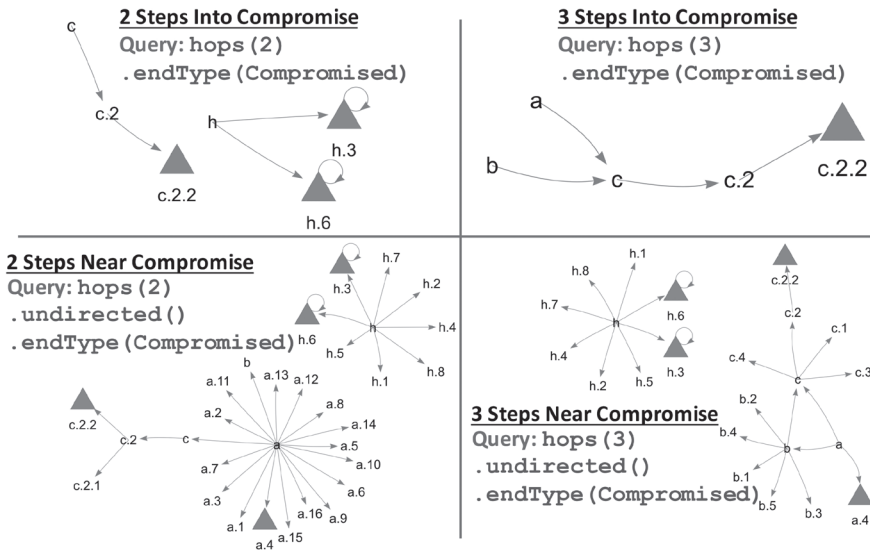 2 Steps Into Compromise
Query: hops(2)
.endType(Compromised)
c
c.2
c.2.2
h
h.3
h.6
3 Steps Into Compromise
Query: hops(3)
.endType(Compromised)
a
b
c
c.2
c.2.2
2 Steps Near Compromise
Query: hops(2)
.undirected()
.endType(Compromised)
h.3
h.7
h.2
h.6
h
h.4
h.5
h.8
h.1
b
a.13
a.12
a.11
a.8
a.2
a.14
c.2.2
c.2
c
a
a.5
a.10
a.7
c.2.1
a.6
a.3
a.16
a.9
a.1
a.4
a.15
h.1
h.8
h.6
h.7
h
h.4
h.3
h.2
h.5
c.2.2
c.2
c.1
c.4
c
c.3
b.2
b.4
b
a
b.1
b.5
b.3
a.4
3 Steps Near Compromise
Query: hops(3)
.undirected()
.endType(Compromised)